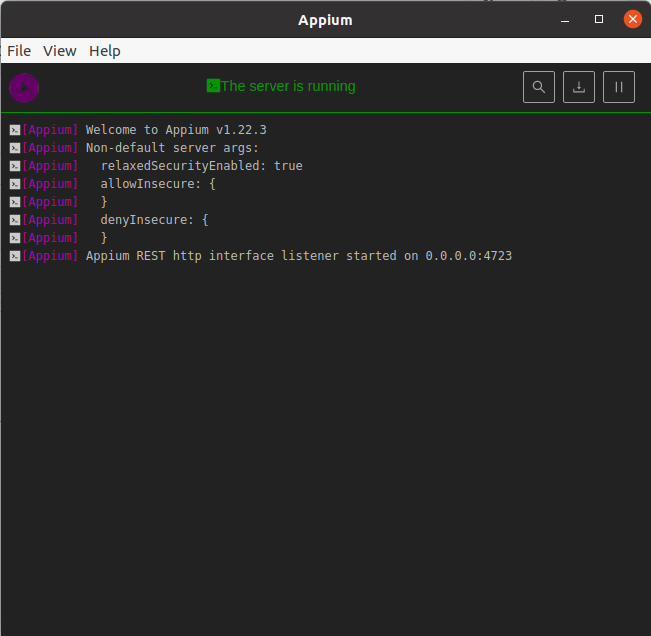 Appium
File View Help
The server is running
[Appium] Welcome to Appium v1.22.3
[Appium] Non-default server args:
[Appium]   relaxedSecurityEnabled: true
[Appium]   allowInsecure: {
[Appium]   }
[Appium]   denyInsecure: {
[Appium]   }
[Appium] Appium REST http interface listener started on 0.0.0.0:4723